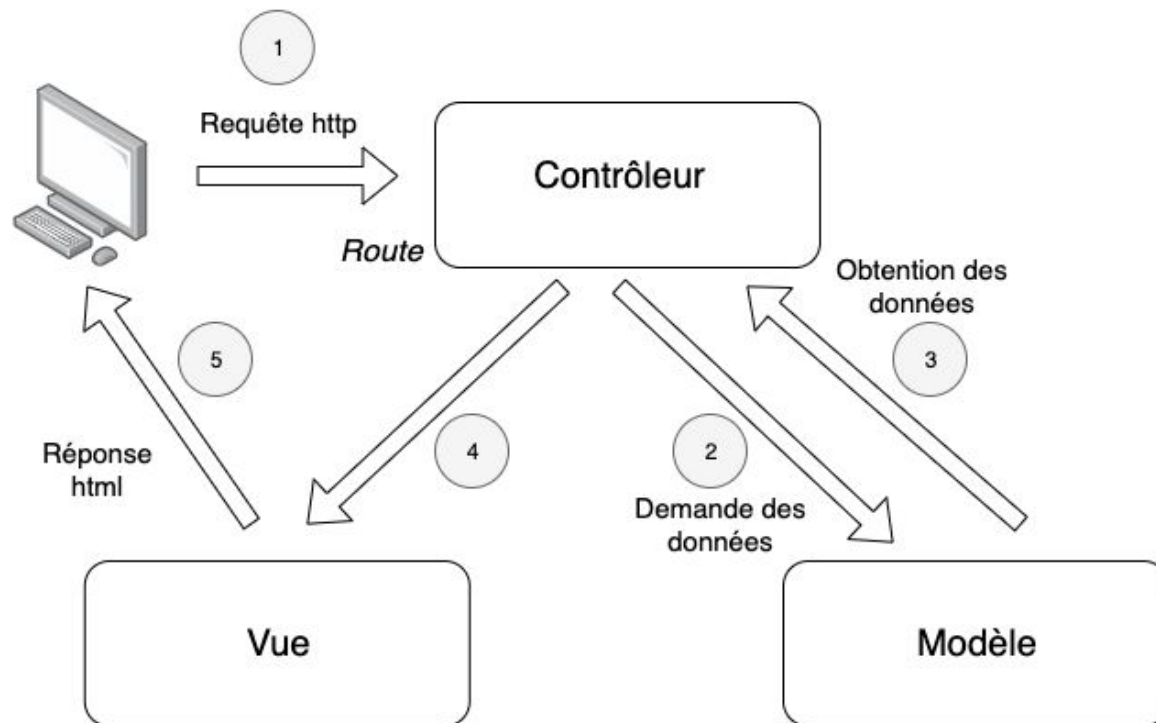 1
Requête http
Contrôleur
Route
Obtention des
données
5
3
4
2
Réponse
html
Demande des
données
Vue
Modèle